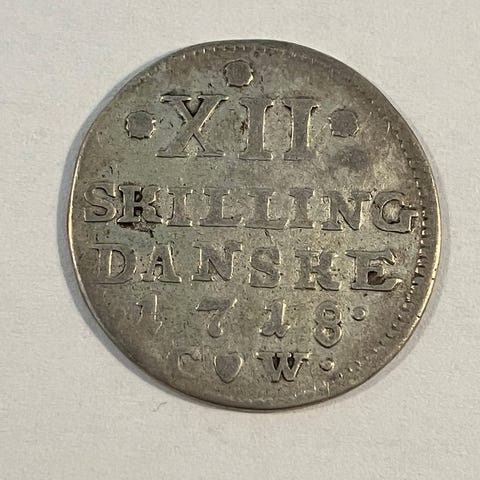 XII
SKILLING
DANSKE
1718
C♥W